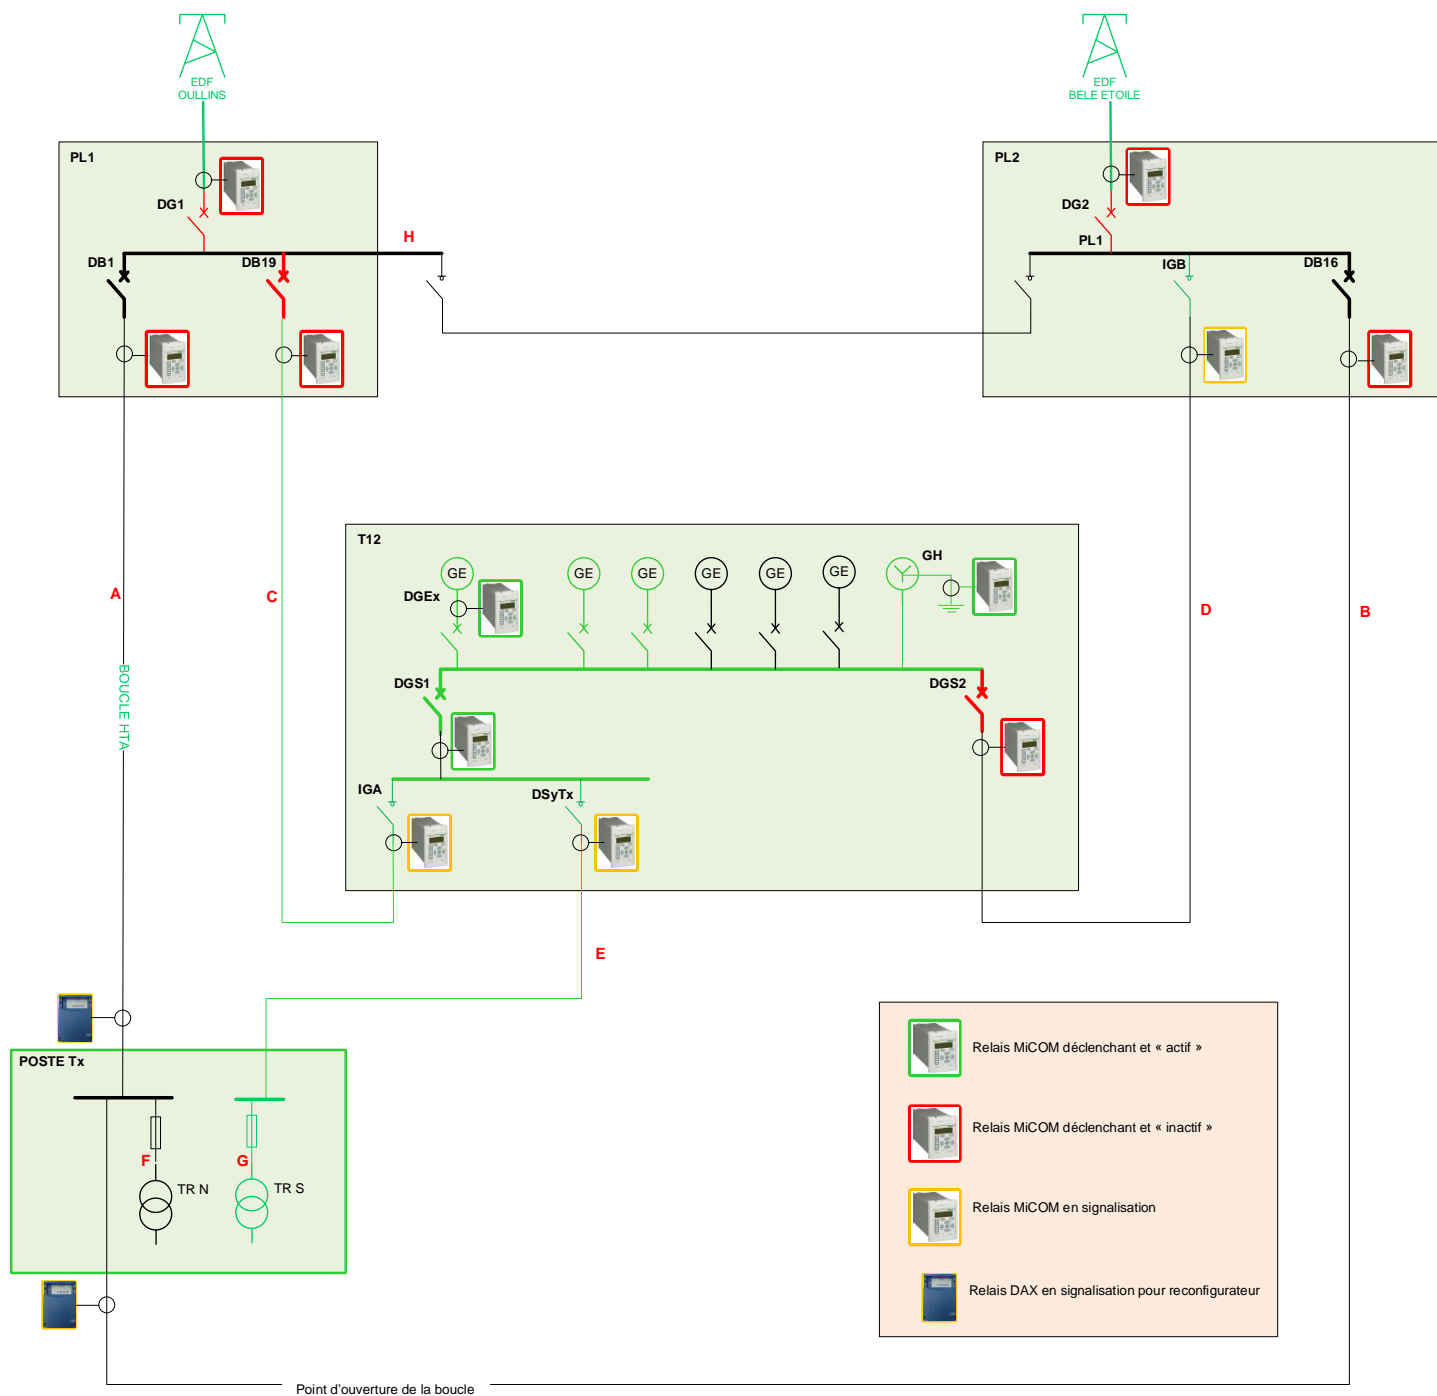 EDF
OULLINS
EDF
BELE ETOILE
PL1
PL2
DG1
DG2
H
PL1
DB1
DB19
IGB
DB16
T12
GH
GE
GE
GE
GE
GE
GE
DGEx
A
C
D
B
BOUCLE HTA
DGS1
DGS2
IGA
DSyTx
E
POSTE Tx
F
G
TR N
TR S
Relais MiCOM déclenchant et « actif »
Relais MiCOM déclenchant et « inactif »
Relais MiCOM en signalisation
Relais DAX en signalisation pour reconfigurateur
Point d'ouverture de la boucle